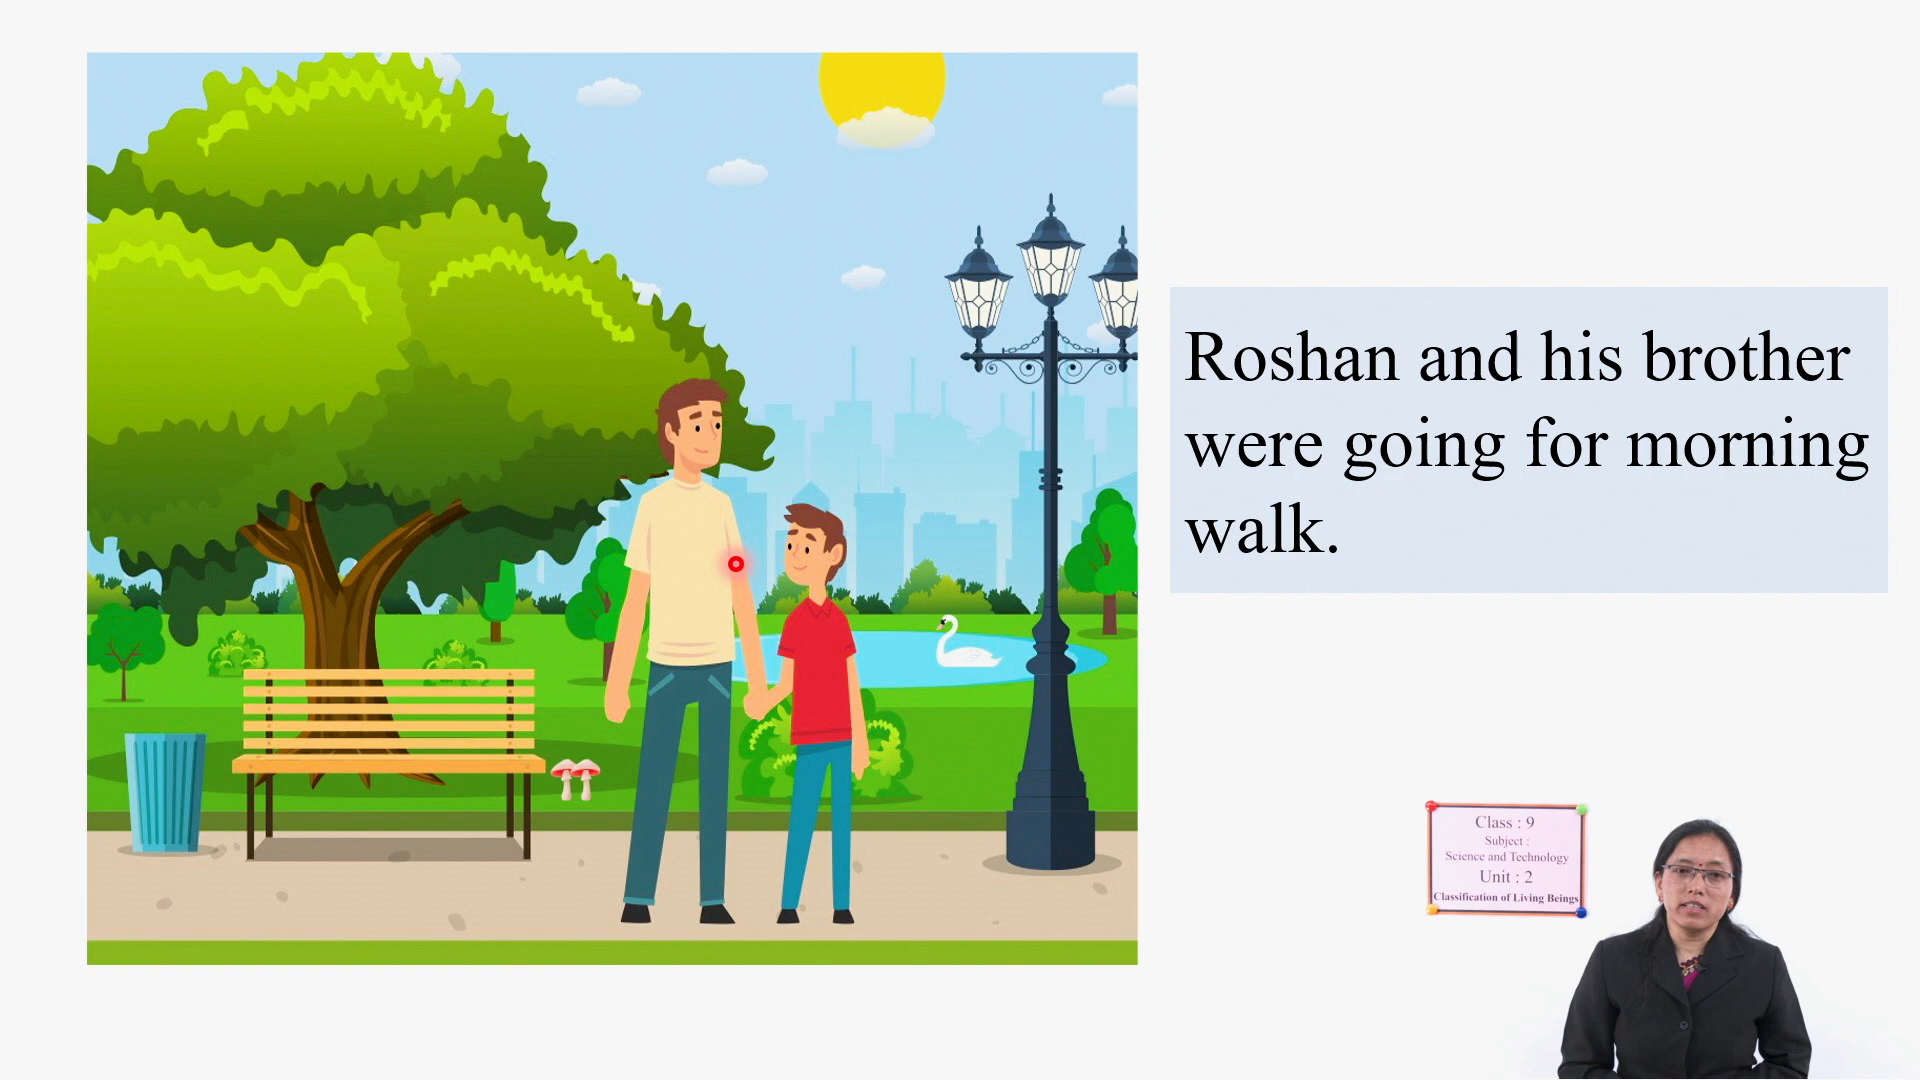 Roshan and his brother
were going for morning
walk.
Class : 9
Subject :
Science and Technology
Unit : 2
Classification of Living Beings